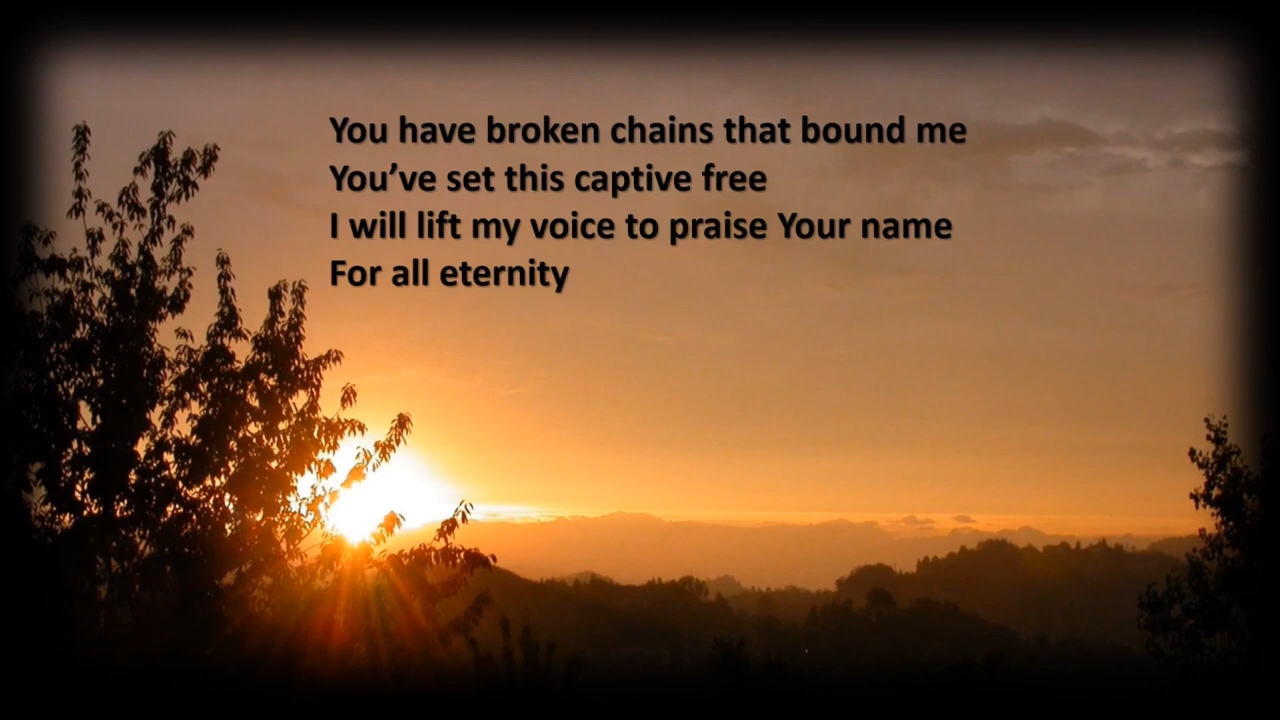 You have broken chains that bound me
You’ve set this captive free
I will lift my voice to praise Your name
For all eternity